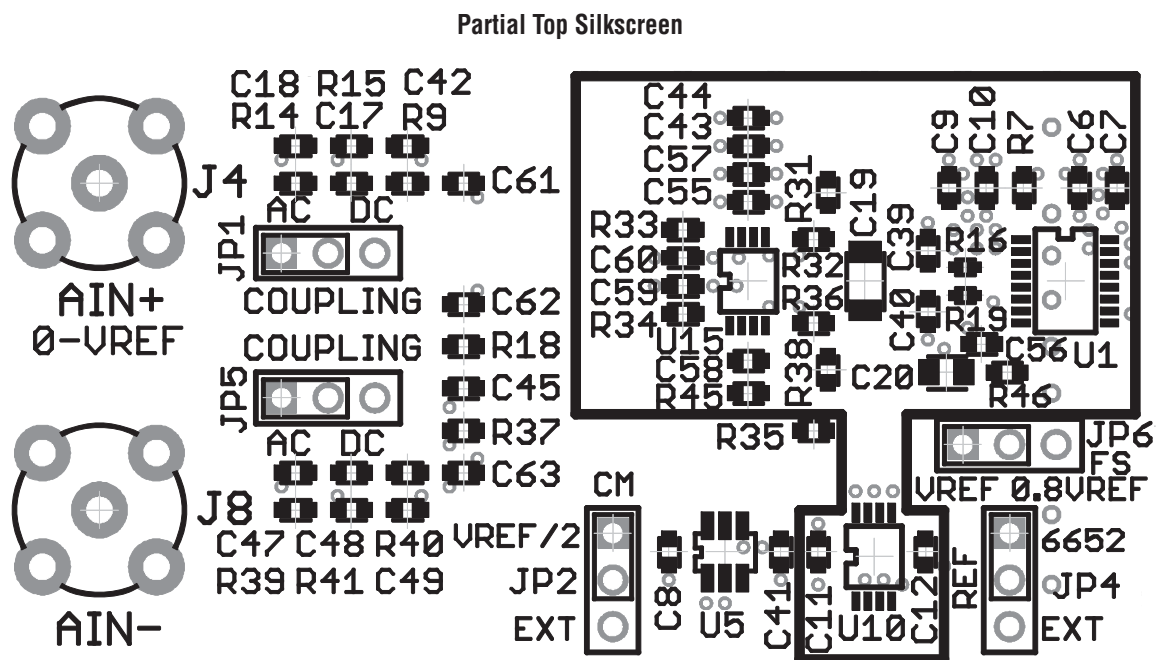 Partial Top Silkscreen
C18 R15 C42
R14 C17 R9
J4
C61
AC DC
JP1
COUPLING
AIN+
0-VREF
C62
COUPLING
R18
JP5
C45
AC DC
R37
C63
J8
C47 C48 R40
R39 R41 C49
AIN-
C44
C43
C57
C55
R31
C19
R33
C60
C59
R34
R32
R36
U15
C58
R45
R38
C39
C40
C20
R16
R19
C56
R46
C9
C10
R7
C6
C7
U1
R35
JP6
FS
VREF 0.8VREF
CM
VREF/2
JP2
EXT
C8
U5
C41
C11
U10
C12
REF
6652
JP4
EXT